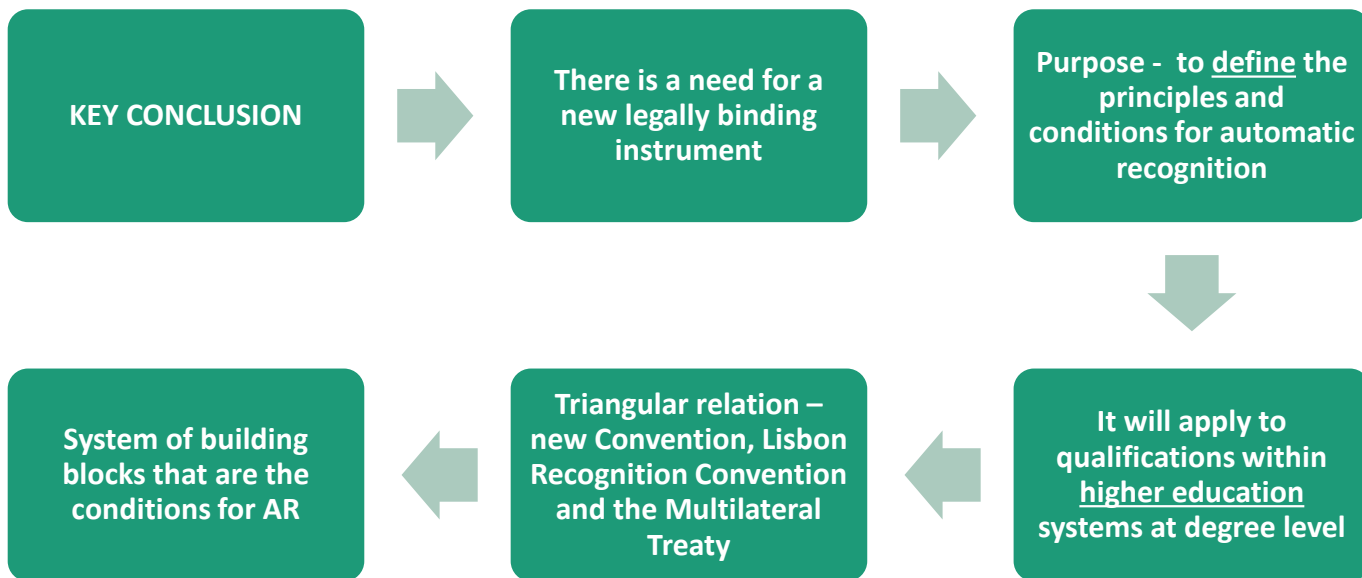 KEY CONCLUSION
There is a need for a
new legally binding
instrument
Purpose -  to define the
principles and
conditions for automatic
recognition
It will apply to
qualifications within
higher education
systems at degree level
Triangular relation –
new Convention, Lisbon
Recognition Convention
and the Multilateral
Treaty
System of building
blocks that are the
conditions for AR